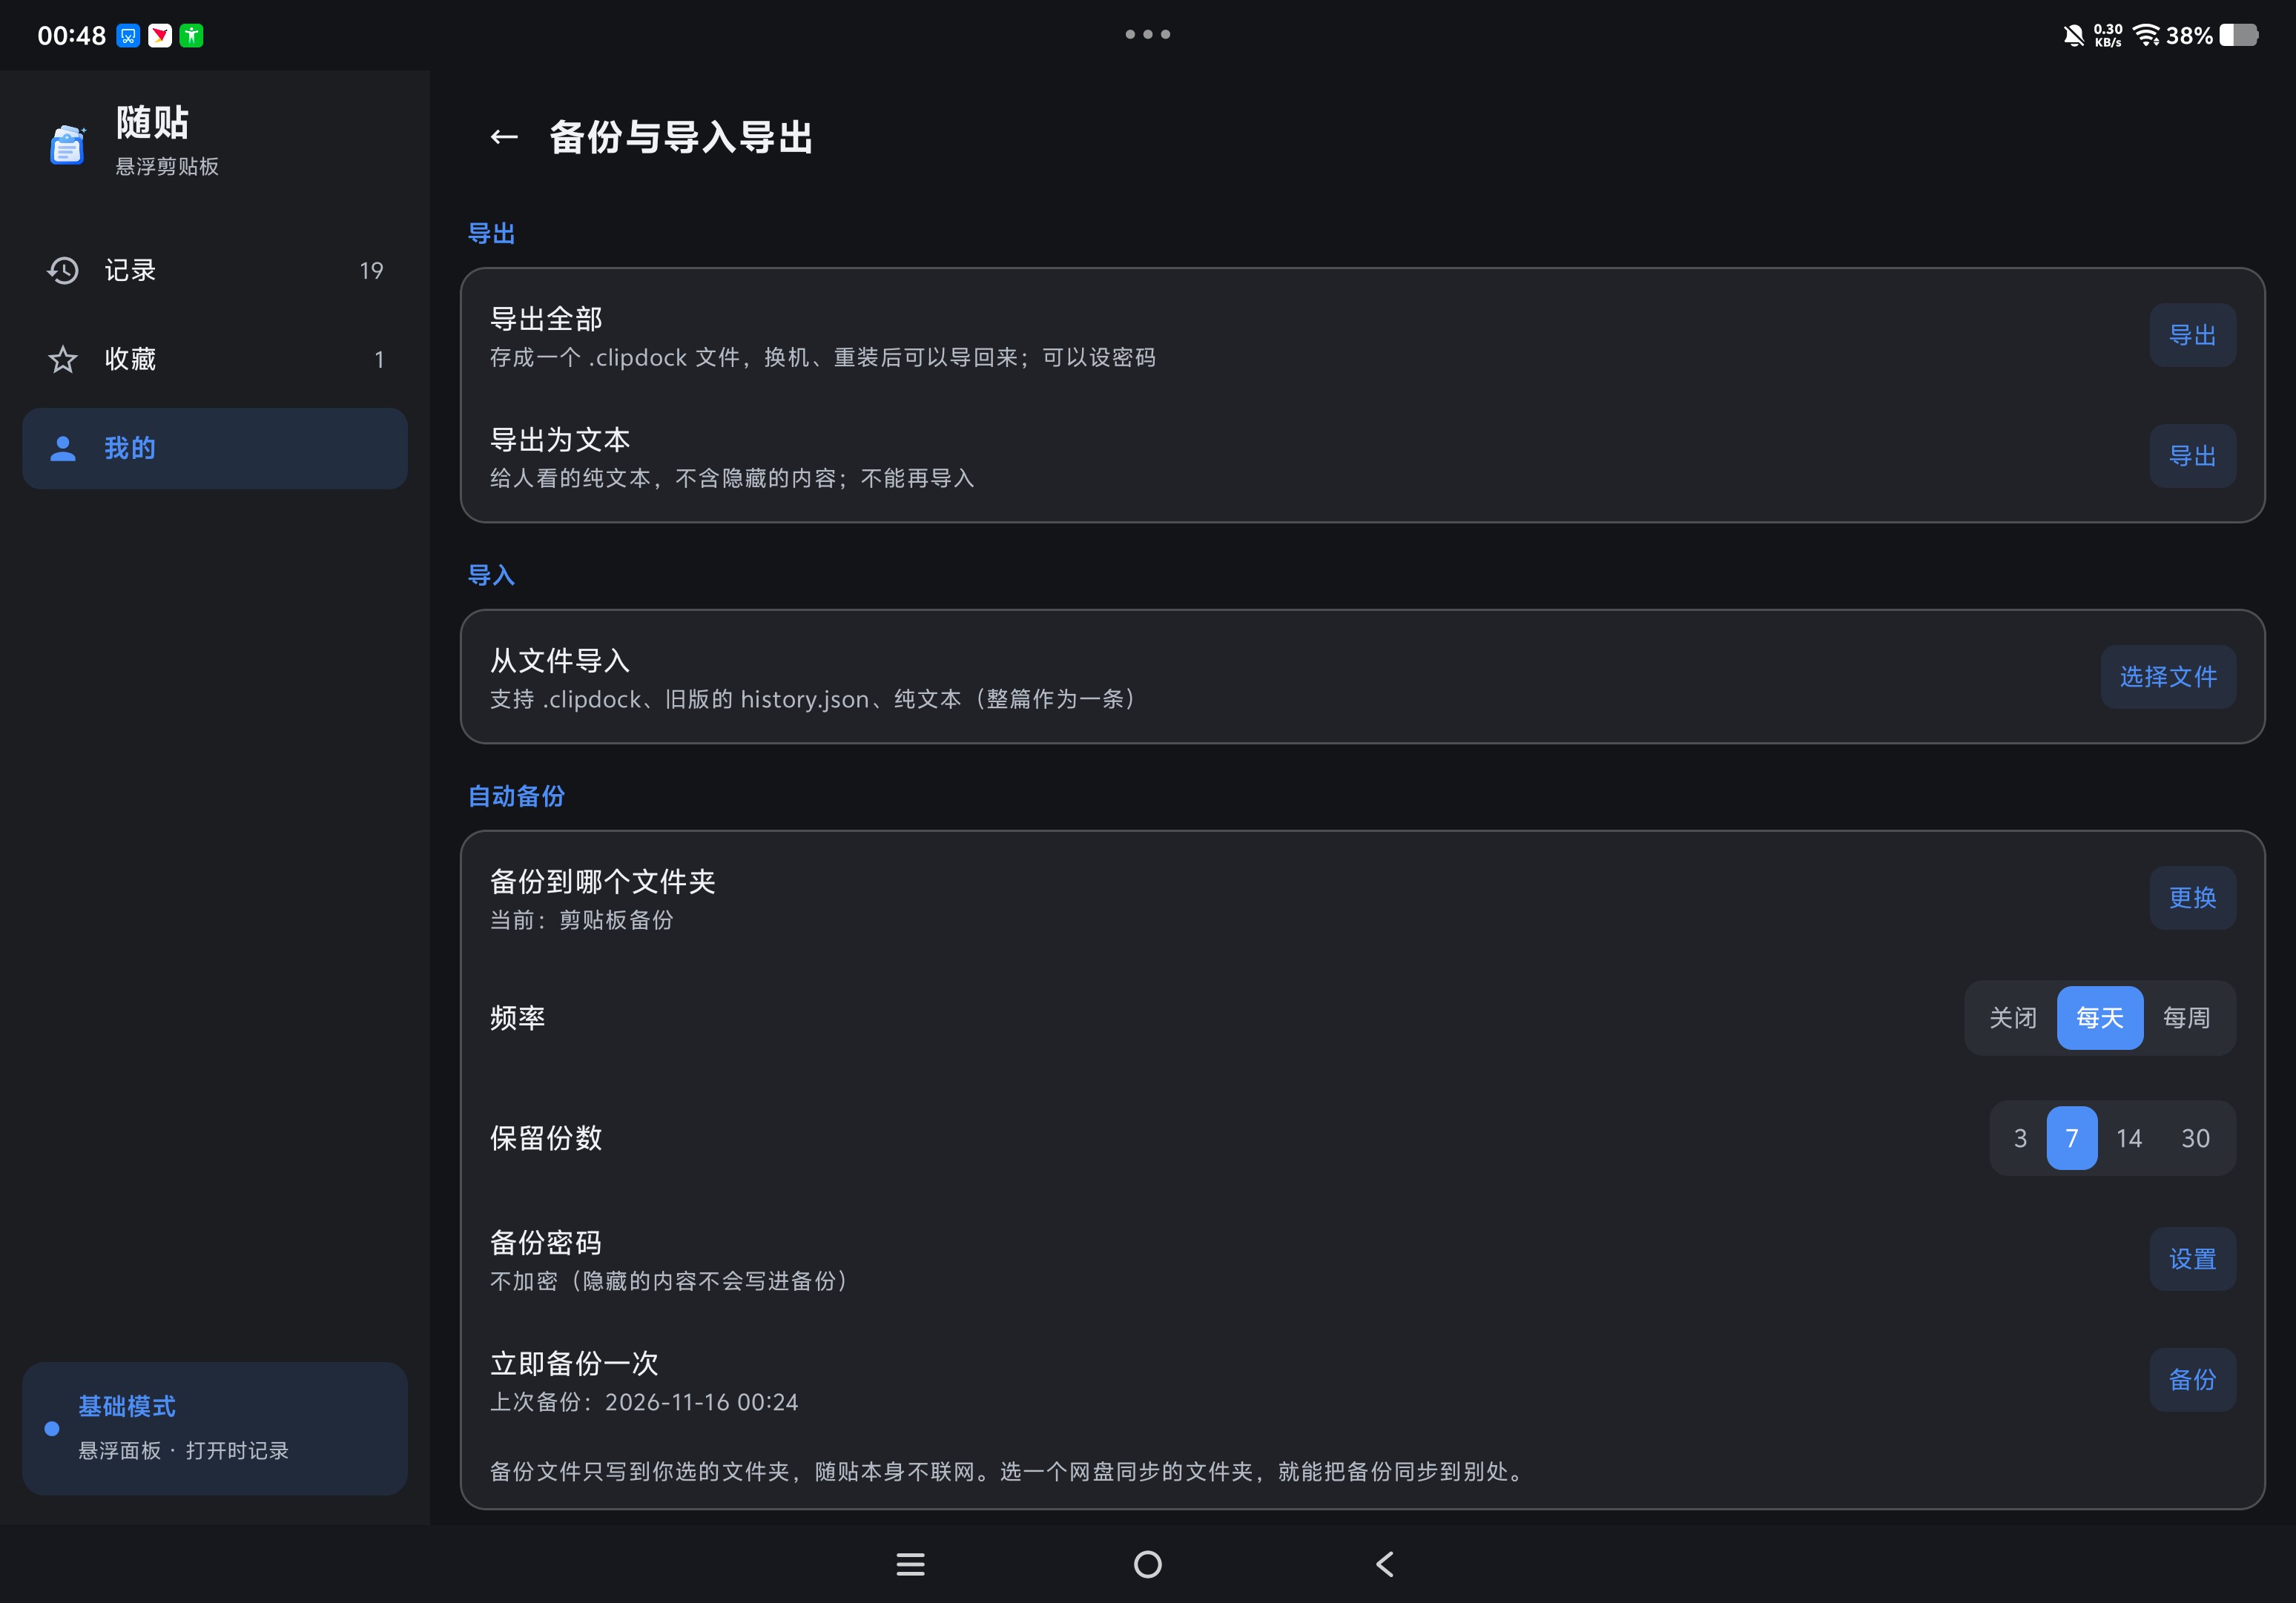 00:48
0.30
KB/s
38%
随贴
悬浮剪贴板
记录 19
收藏 1
我的
基础模式
悬浮面板 · 打开时记录
备份与导入导出
导出
导出全部
存成一个 .clipdock 文件，换机、重装后可以导回来；可以设密码
导出
导出为文本
给人看的纯文本，不含隐藏的内容；不能再导入
导出
导入
从文件导入
支持 .clipdock、旧版的 history.json、纯文本（整篇作为一条）
选择文件
自动备份
备份到哪个文件夹
当前：剪贴板备份
更换
频率
关闭 每天 每周
保留份数
3 7 14 30
备份密码
不加密（隐藏的内容不会写进备份）
设置
立即备份一次
上次备份：2026-11-16 00:24
备份
备份文件只写到你选的文件夹，随贴本身不联网。选一个网盘同步的文件夹，就能把备份同步到别处。